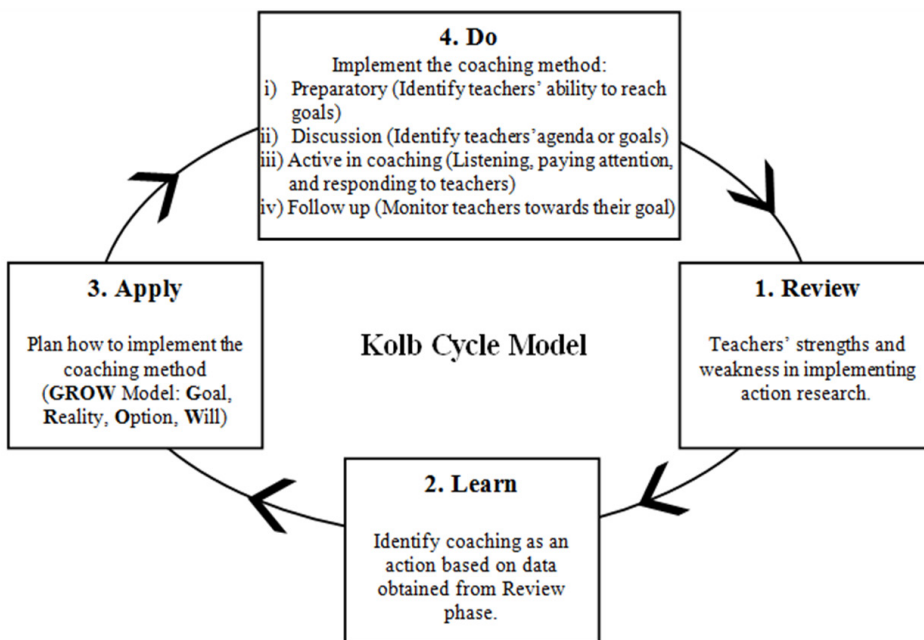 4. Do
Implement the coaching method:
i) Preparatory (Identify teachers' ability to reach
goals)
ii) Discussion (Identify teachers'agenda or goals)
iii) Active in coaching (Listening, paying attention,
and responding to teachers)
iv) Follow up (Monitor teachers towards their goal)
3. Apply
Plan how to implement the
coaching method
(GROW Model: Goal,
Reality, Option, Will)
Kolb Cycle Model
1. Review
Teachers' strengths and
weakness in implementing
action research.
2. Learn
Identify coaching as an
action based on data
obtained from Review
phase.